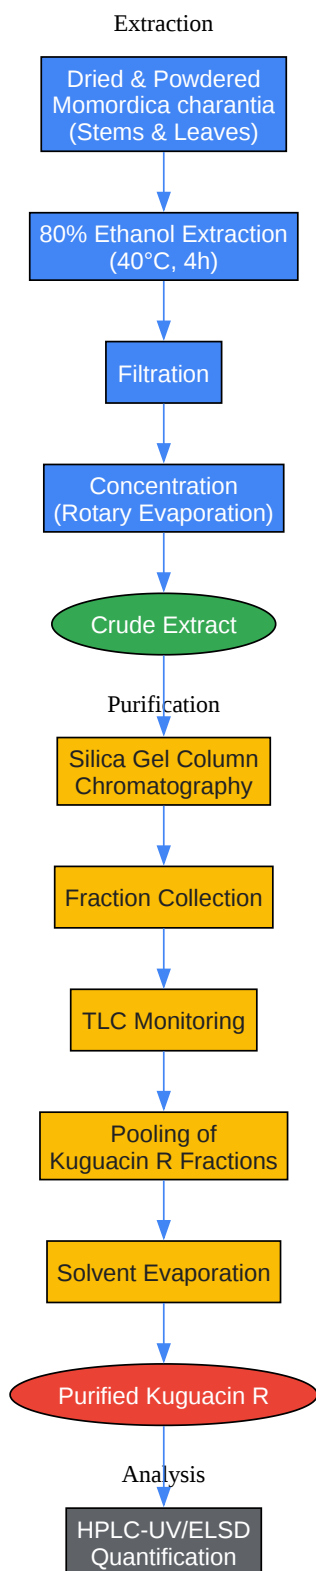 Extraction
Dried & Powdered
Momordica charantia
(Stems & Leaves)
80% Ethanol Extraction
(40°C, 4h)
Filtration
Concentration
(Rotary Evaporation)
Crude Extract
Purification
Silica Gel Column
Chromatography
Fraction Collection
TLC Monitoring
Pooling of
Kuguacin R Fractions
Solvent Evaporation
Purified Kuguacin R
Analysis
HPLC-UV/ELSD
Quantification